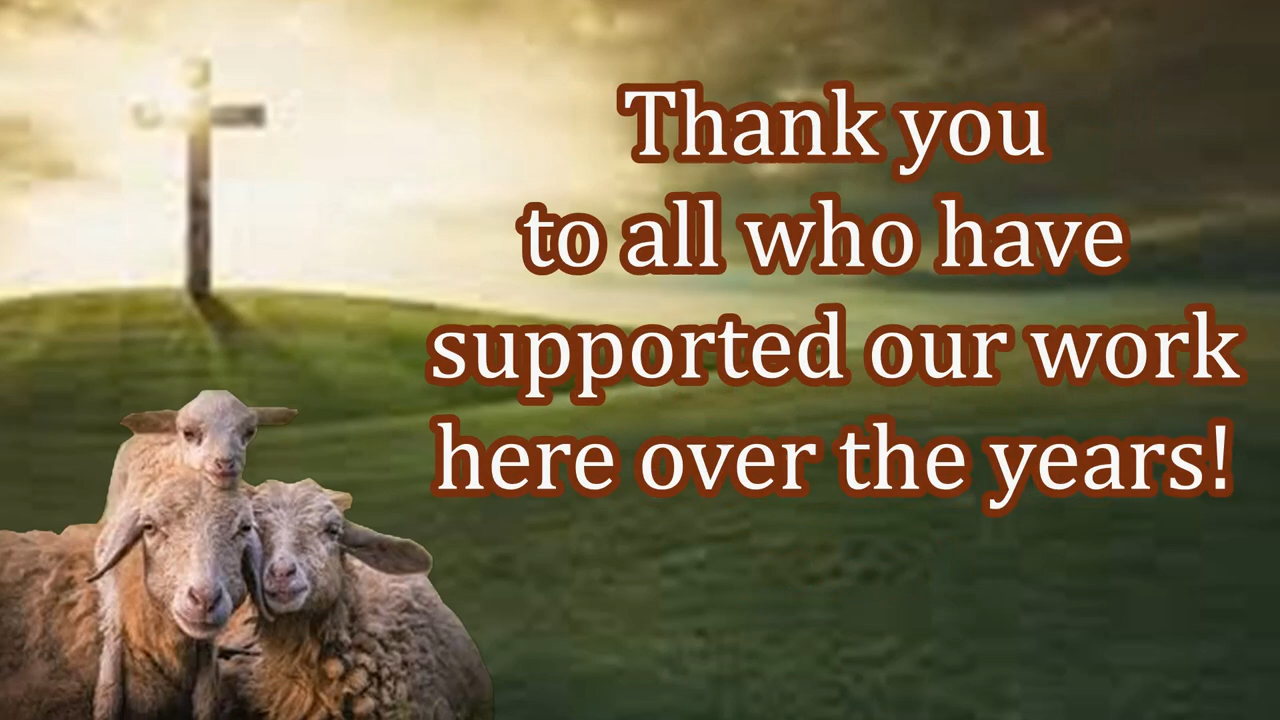 Thank you
to all who have
supported our work
here over the years!